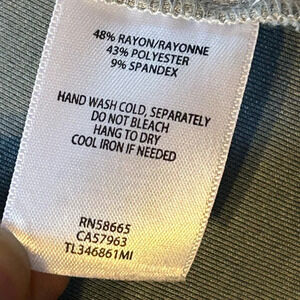 48% RAYON/RAYONNE
43% POLYESTER
9% SPANDEX
HAND WASH COLD, SEPARATELY
DO NOT BLEACH
HANG TO DRY
COOL IRON IF NEEDED
RN58665
CA57963
TL346861MI